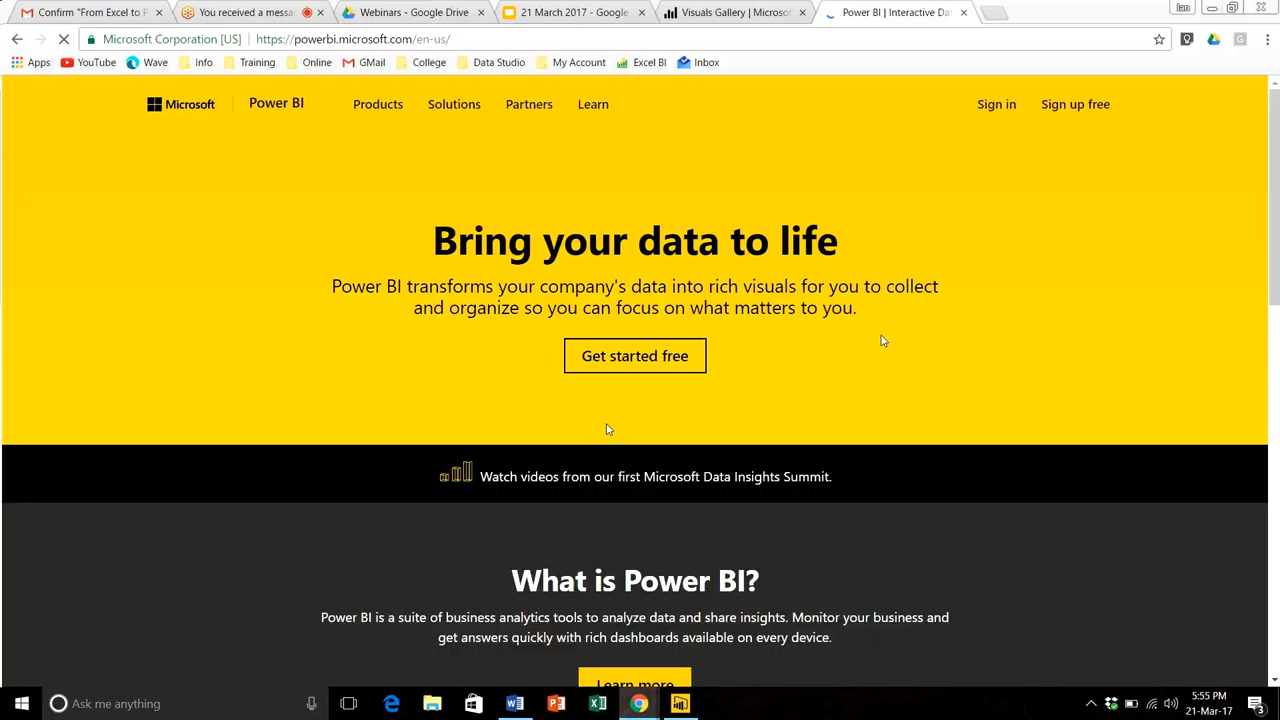 Confirm "From Excel to P
You received a messa
Webinars - Google Drive
21 March 2017 - Google
Visuals Gallery | Microso
Power BI | Interactive Da
Microsoft Corporation [US]
https://powerbi.microsoft.com/en-us/
Apps
YouTube
Wave
Info
Training
Online
GMail
College
Data Studio
My Account
Excel BI
Inbox
Microsoft
Power BI
Products
Solutions
Partners
Learn
Sign in
Sign up free
Bring your data to life
Power BI transforms your company's data into rich visuals for you to collect
and organize so you can focus on what matters to you.
Get started free
Watch videos from our first Microsoft Data Insights Summit.
What is Power BI?
Power BI is a suite of business analytics tools to analyze data and share insights. Monitor your business and
get answers quickly with rich dashboards available on every device.
Learn more
Ask me anything
5:55 PM
21-Mar-17